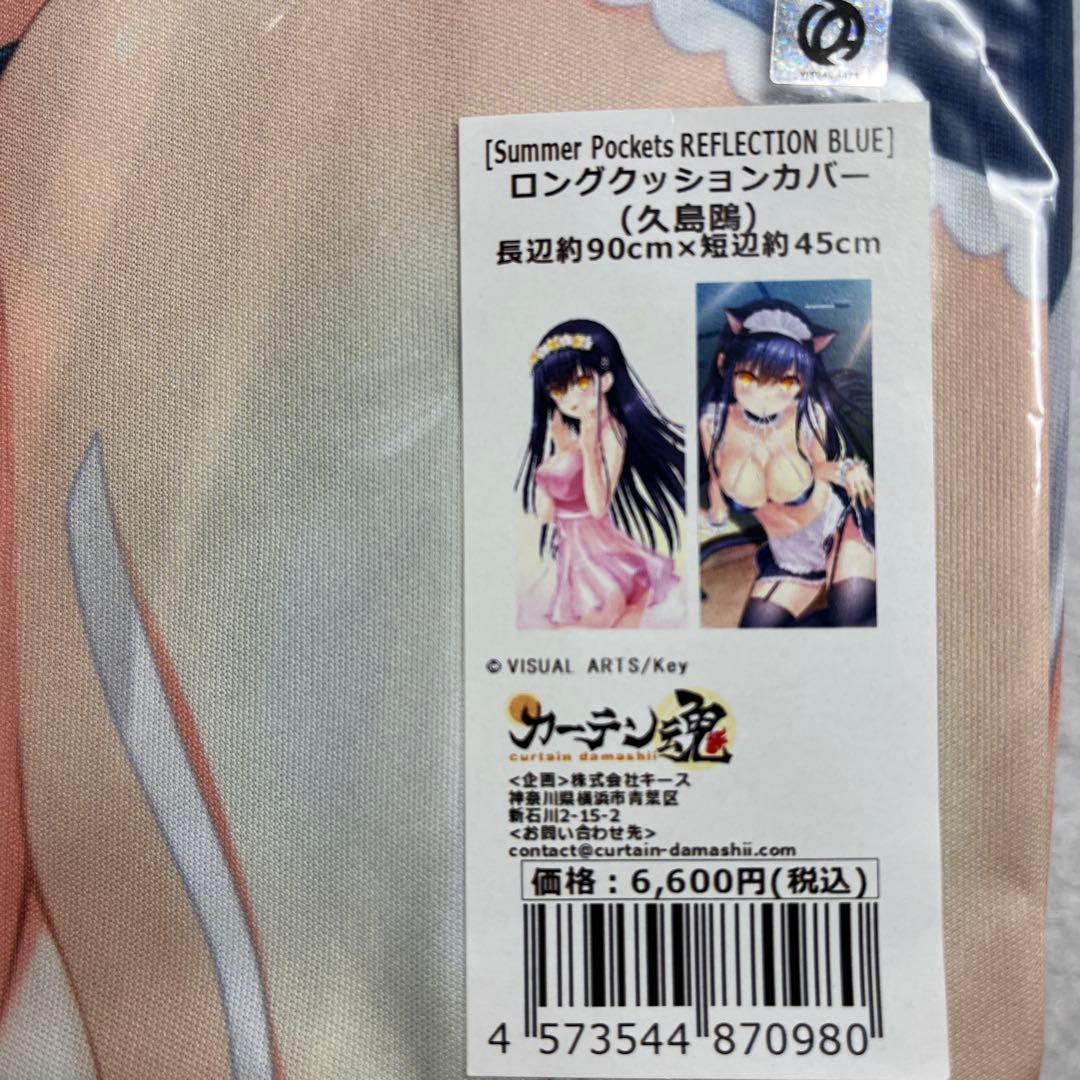 VISUAL ARTS
[Summer Pockets REFLECTION BLUE]
ロングクッションカバー
(久島鴎)
長辺約90cm×短辺約45cm
© VISUAL ARTS/Key
カーテン魂
curtain damashii
<企画>株式会社キース
神奈川県横浜市青葉区
新石川2-15-2
<お問い合わせ先>
contact@curtain-damashii.com
価格:6,600円(税込)
4 573544 870980